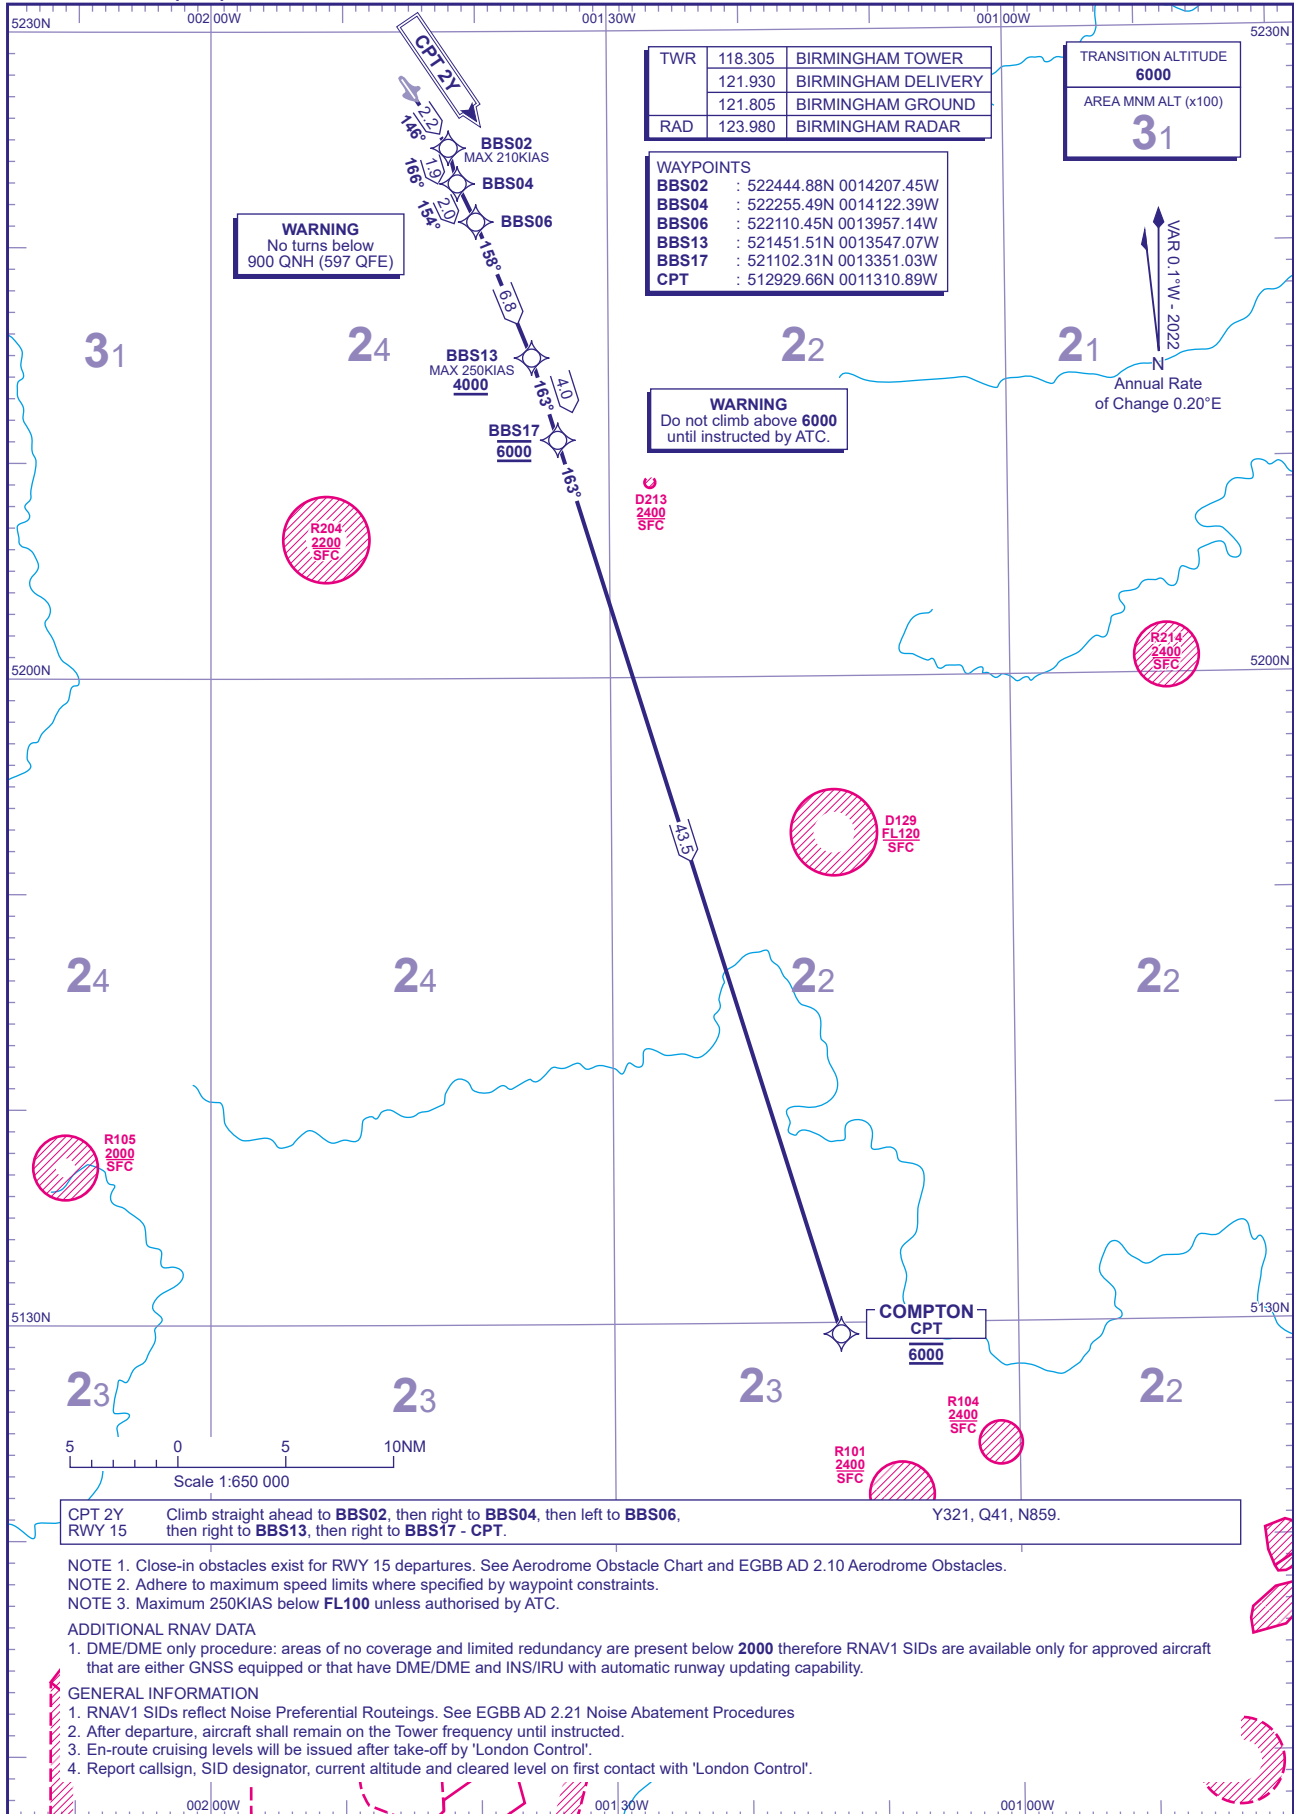 00200W
00130W
00100W
5230N
5230N
CPT 2Y
TWR 118.305 BIRMINGHAM TOWER
121.930 BIRMINGHAM DELIVERY
121.805 BIRMINGHAM GROUND
RAD 123.980 BIRMINGHAM RADAR
TRANSITION ALTITUDE
6000
AREA MNM ALT (x100)
31
2.2
146°
BBS02
MAX 210KIAS
1.9
166°
BBS04
2.0
154°
BBS06
WAYPOINTS
BBS02 : 522444.88N 0014207.45W
BBS04 : 522255.49N 0014122.39W
BBS06 : 522110.45N 0013957.14W
BBS13 : 521451.51N 0013547.07W
BBS17 : 521102.31N 0013351.03W
CPT : 512929.66N 0011310.89W
WARNING
No turns below
900 QNH (597 QFE)
VAR 0.1°W - 2022
N
Annual Rate
of Change 0.20°E
158°
6.8
31
24
22
21
BBS13
MAX 250KIAS
4000
4.0
163°
WARNING
Do not climb above 6000
until instructed by ATC.
BBS17
6000
163°
D213
2400
SFC
R204
2200
SFC
R214
2400
SFC
5200N
5200N
43.5
D129
FL120
SFC
24
24
22
22
R105
2000
SFC
5130N
5130N
COMPTON
CPT
6000
23
23
23
22
R104
2400
SFC
R101
2400
SFC
5 0 5 10NM
Scale 1:650 000
CPT 2Y Climb straight ahead to BBS02, then right to BBS04, then left to BBS06, Y321, Q41, N859.
RWY 15 then right to BBS13, then right to BBS17 - CPT.
NOTE 1. Close-in obstacles exist for RWY 15 departures. See Aerodrome Obstacle Chart and EGBB AD 2.10 Aerodrome Obstacles.
NOTE 2. Adhere to maximum speed limits where specified by waypoint constraints.
NOTE 3. Maximum 250KIAS below FL100 unless authorised by ATC.
ADDITIONAL RNAV DATA
1. DME/DME only procedure: areas of no coverage and limited redundancy are present below 2000 therefore RNAV1 SIDs are available only for approved aircraft
that are either GNSS equipped or that have DME/DME and INS/IRU with automatic runway updating capability.
GENERAL INFORMATION
1. RNAV1 SIDs reflect Noise Preferential Routeings. See EGBB AD 2.21 Noise Abatement Procedures
2. After departure, aircraft shall remain on the Tower frequency until instructed.
3. En-route cruising levels will be issued after take-off by 'London Control'.
4. Report callsign, SID designator, current altitude and cleared level on first contact with 'London Control'.
00200W
00130W
00100W